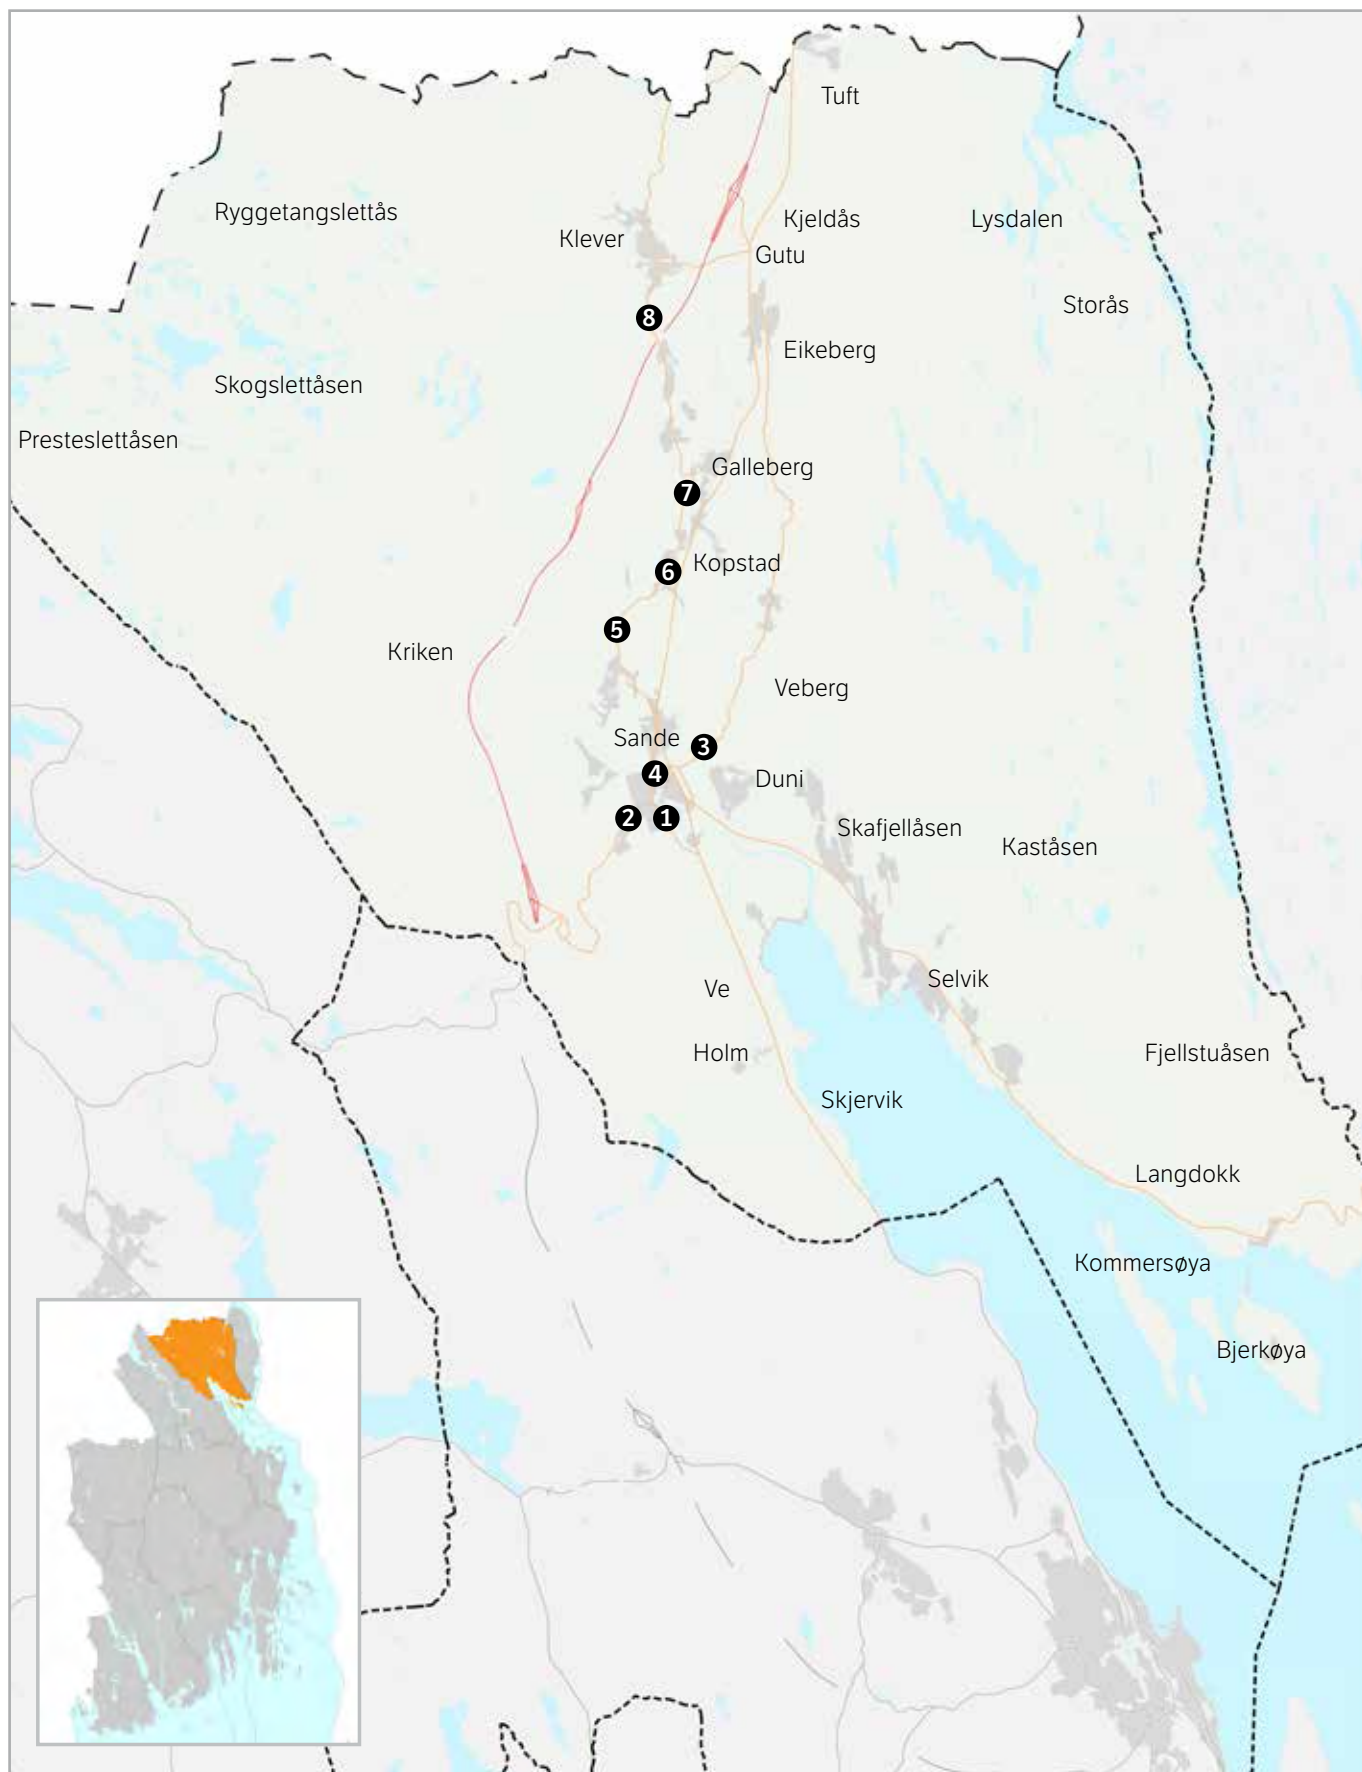 Tuft
Ryggetangslettås
Kjeldås
Lysdalen
Klever
Gutu
Storås
8
Eikeberg
Skogslettåsen
Presteslettåsen
Galleberg
7
Kopstad
6
5
Kriken
Veberg
Sande
3
4
Duni
2
1
Skafjellåsen
Kaståsen
Selvik
Ve
Holm
Fjellstuåsen
Skjervik
Langdokk
Kommersøya
Bjerkøya